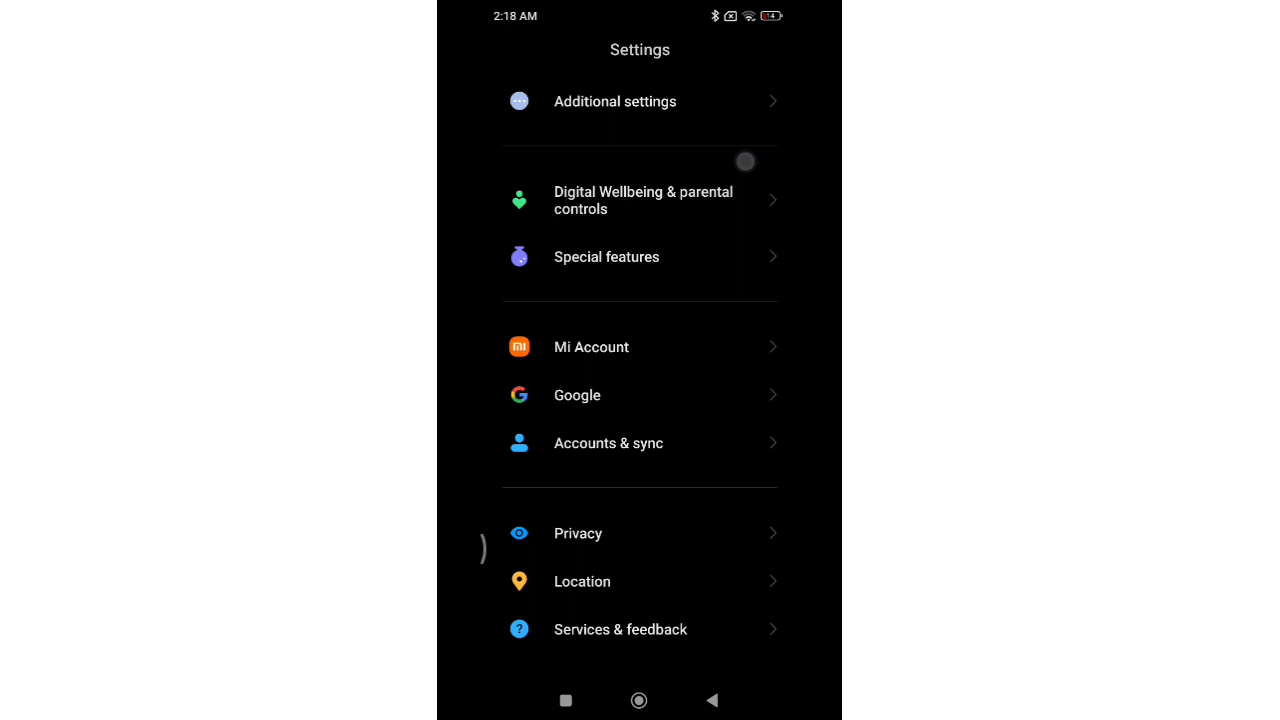 2:18 AM
14
Settings
Additional settings
Digital Wellbeing & parental
controls
Special features
Mi Account
Google
Accounts & sync
Privacy
Location
Services & feedback